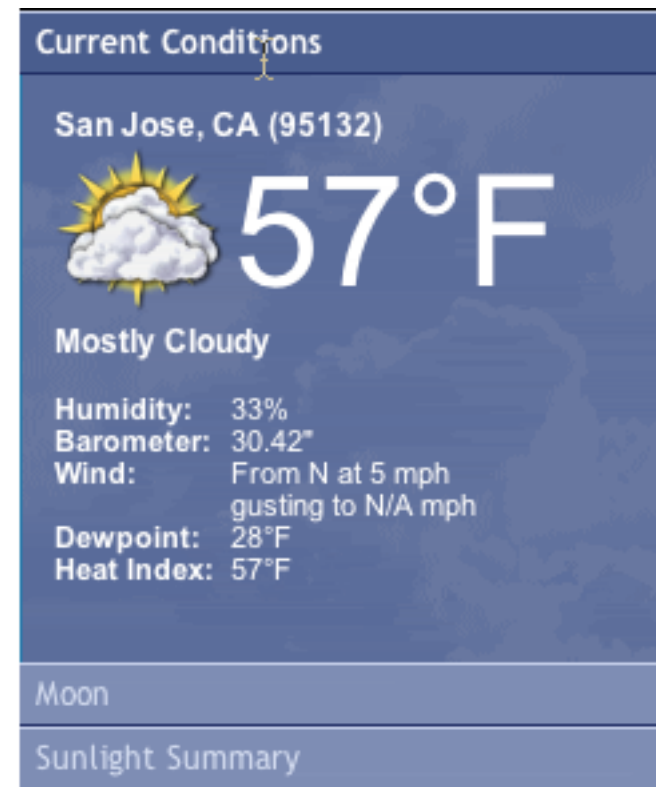 Current Conditions
San Jose, CA (95132)
57°F
Mostly Cloudy
Humidity: 33%
Barometer: 30.42"
Wind: From N at 5 mph
gusting to N/A mph
Dewpoint: 28°F
Heat Index: 57°F
Moon
Sunlight Summary